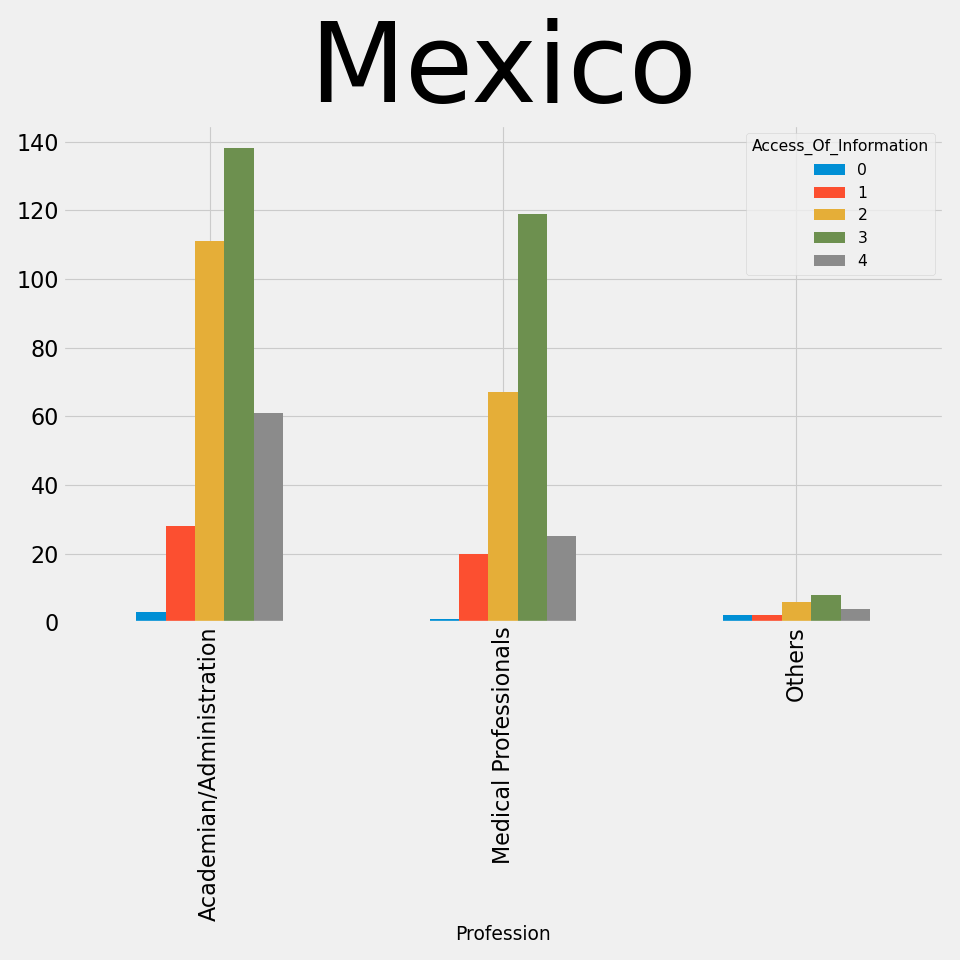 Mexico
Access_Of_Information
0
1
2
3
4
140
120
100
80
60
40
20
0
Academian/Administration
Medical Professionals
Others
Profession